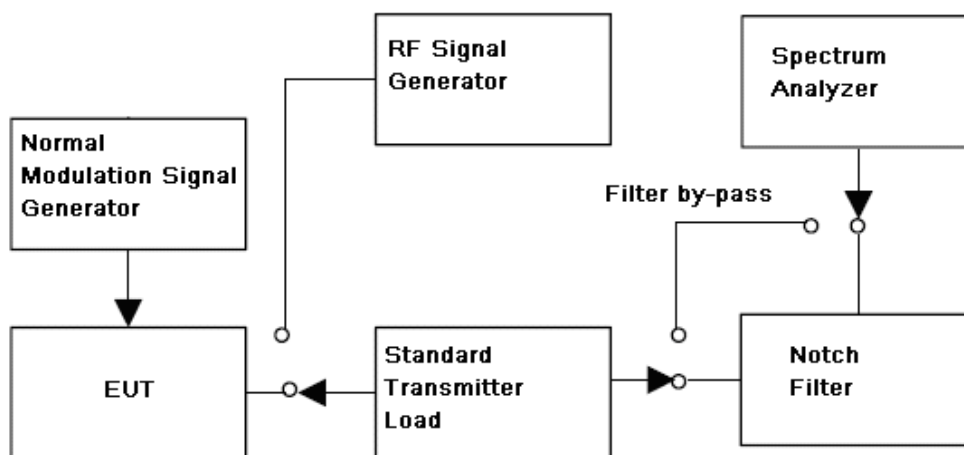 RF Signal
Generator
Spectrum
Analyzer
Normal
Modulation Signal
Generator
Filter by-pass
EUT
Standard
Transmitter
Load
Notch
Filter